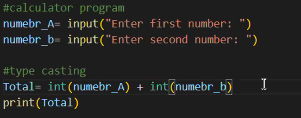 #calculator program
numebr_A= input("Enter first number: ")
numebr_b= input("Enter second number: ")
#type casting
Total= int(numebr_A) + int(numebr_b)
print(Total)